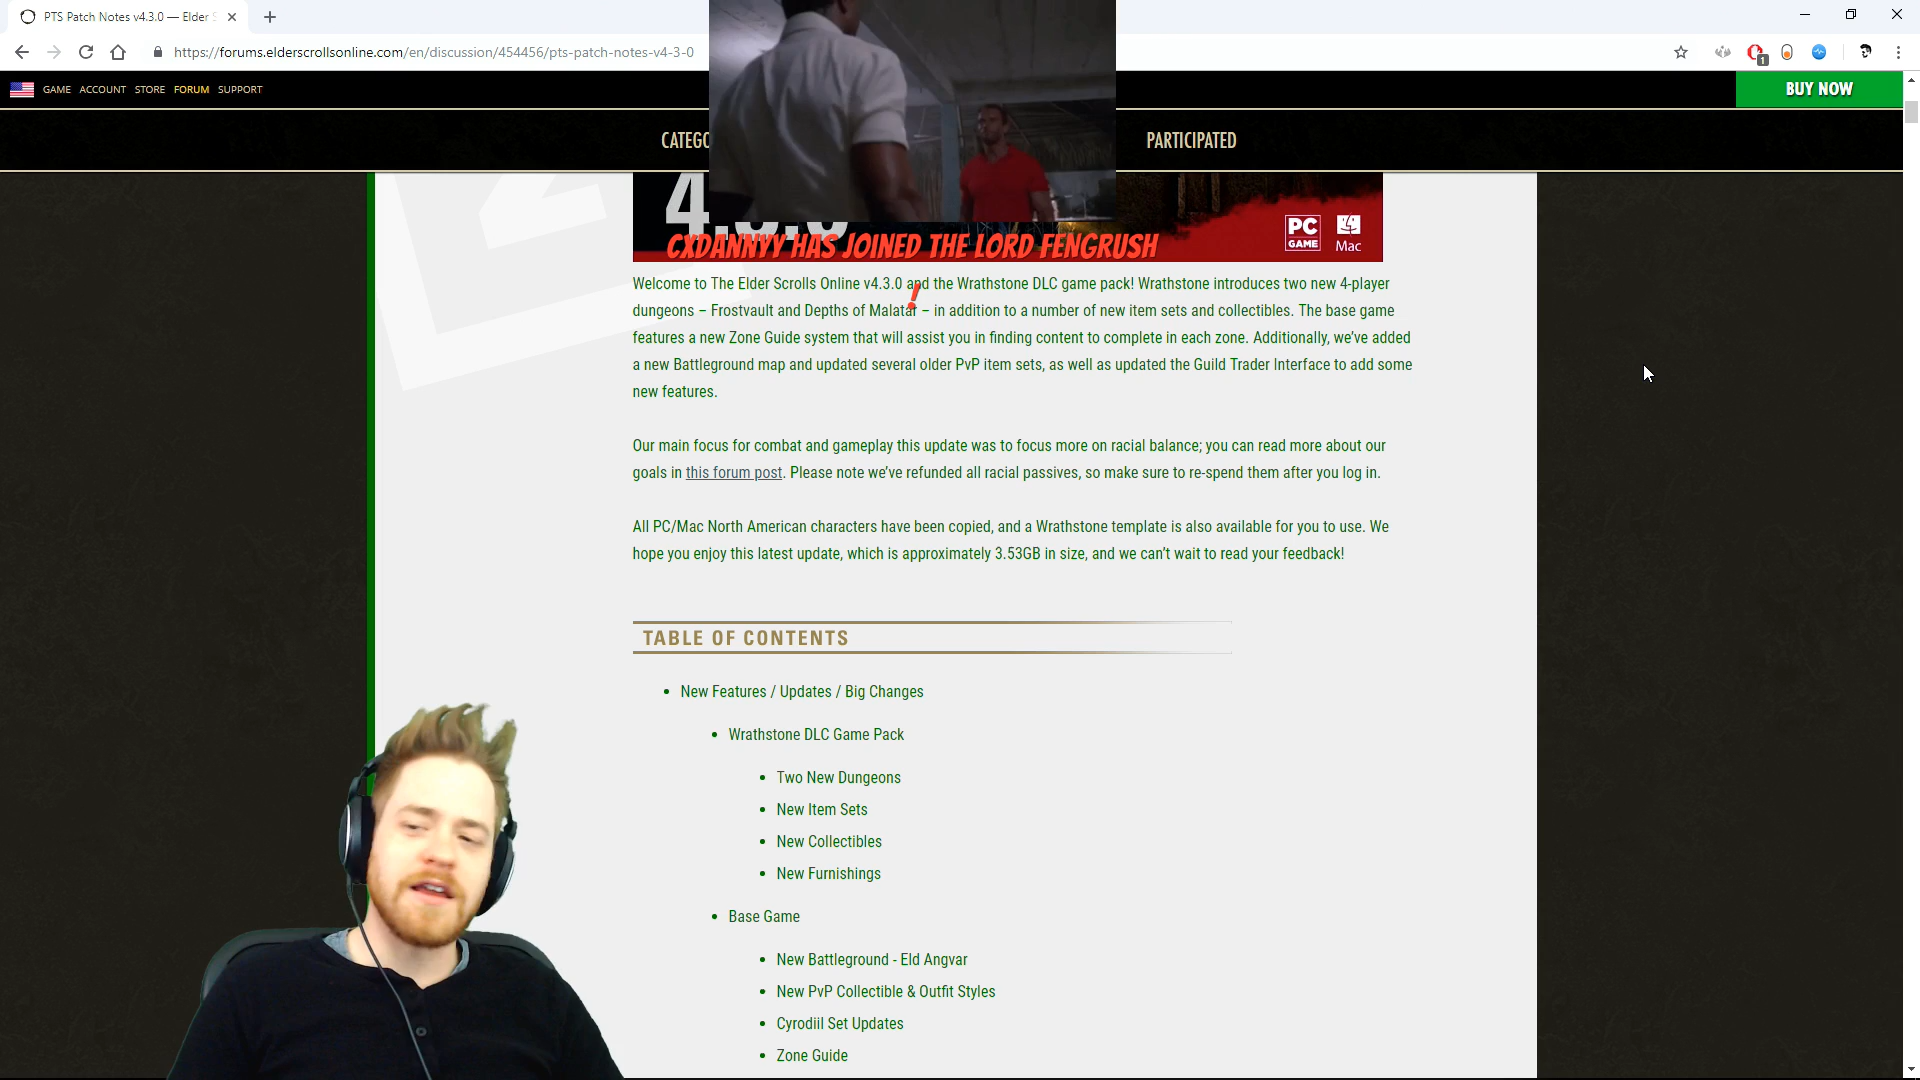 PTS Patch Notes v4.3.0 — Elder S
https://forums.elderscrollsonline.com/en/discussion/454456/pts-patch-notes-v4-3-0
1
GAME ACCOUNT STORE FORUM SUPPORT
BUY NOW
CATEGO
PARTICIPATED
4.3.0
PC GAME
Mac
CXDANNYY HAS JOINED THE LORD FENGRUSH
!
Welcome to The Elder Scrolls Online v4.3.0 and the Wrathstone DLC game pack! Wrathstone introduces two new 4-player
dungeons – Frostvault and Depths of Malatar – in addition to a number of new item sets and collectibles. The base game
features a new Zone Guide system that will assist you in finding content to complete in each zone. Additionally, we've added
a new Battleground map and updated several older PvP item sets, as well as updated the Guild Trader Interface to add some
new features.
Our main focus for combat and gameplay this update was to focus more on racial balance; you can read more about our
goals in this forum post. Please note we've refunded all racial passives, so make sure to re-spend them after you log in.
All PC/Mac North American characters have been copied, and a Wrathstone template is also available for you to use. We
hope you enjoy this latest update, which is approximately 3.53GB in size, and we can't wait to read your feedback!
TABLE OF CONTENTS
• New Features / Updates / Big Changes
• Wrathstone DLC Game Pack
• Two New Dungeons
• New Item Sets
• New Collectibles
• New Furnishings
• Base Game
• New Battleground - Eld Angvar
• New PvP Collectible & Outfit Styles
• Cyrodiil Set Updates
• Zone Guide